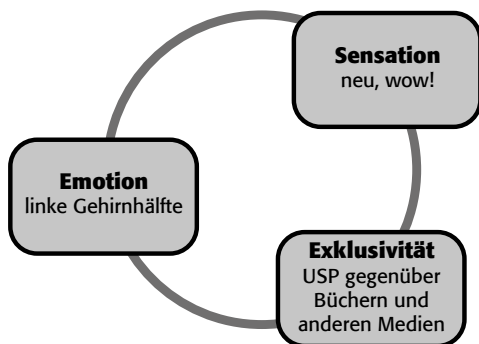 Sensation
neu, wow!
Emotion
linke Gehirnhälfte
Exklusivität
USP gegenüber
Büchern und
anderen Medien